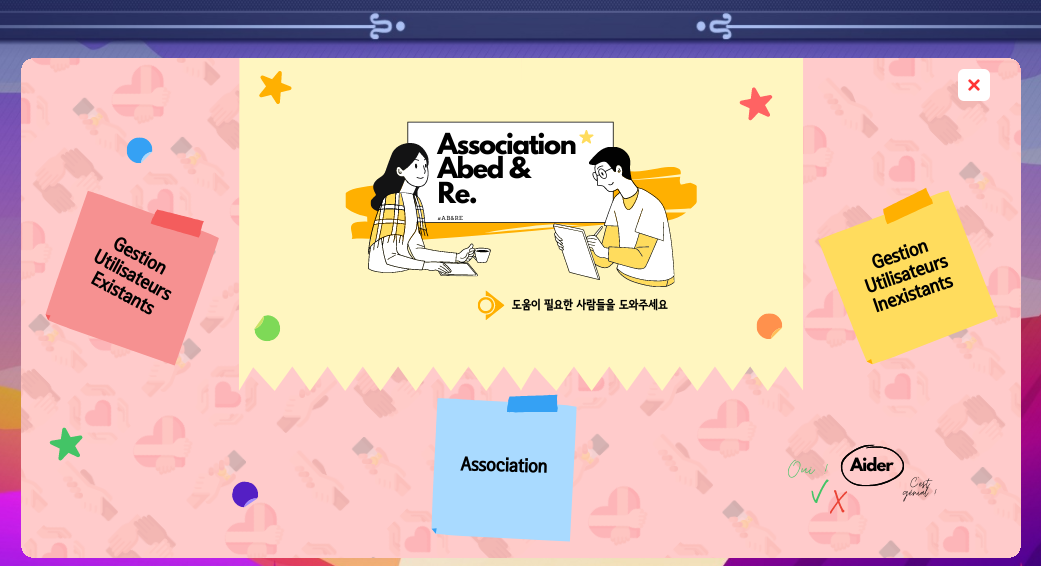 Association
Abed &
Re.
#AB&RE
도움이 필요한 사람들을 도와주세요
Gestion
Utilisateurs
Existants
Gestion
Utilisateurs
Inexistants
Association
Oui !
Aider
C'est
génial !